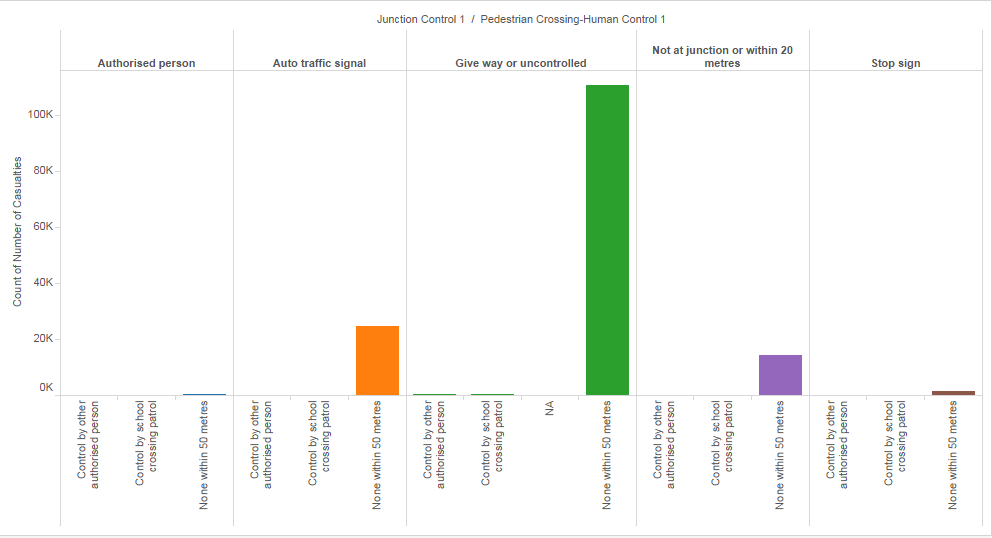 Junction Control 1 / Pedestrian Crossing-Human Control 1
Authorised person
Auto traffic signal
Give way or uncontrolled
Not at junction or within 20
metres
Stop sign
Count of Number of Casualties
100K
80K
60K
40K
20K
0K
Control by other
authorised person
Control by school
crossing patrol
None within 50 metres
Control by other
authorised person
Control by school
crossing patrol
None within 50 metres
Control by other
authorised person
Control by school
crossing patrol
NA
None within 50 metres
Control by other
authorised person
Control by school
crossing patrol
None within 50 metres
Control by other
authorised person
Control by school
crossing patrol
None within 50 metres